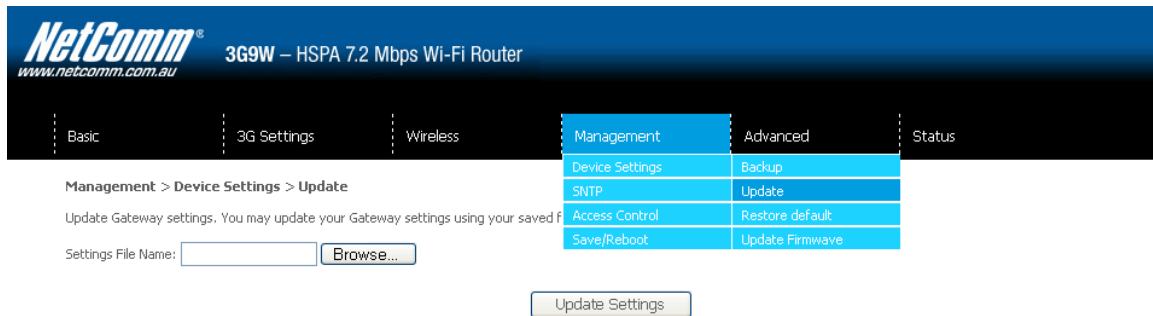 NetComm®
www.netcomm.com.au
3G9W – HSPA 7.2 Mbps Wi-Fi Router
Basic 3G Settings Wireless Management Advanced Status
Device Settings Backup
SNTP Update
Access Control Restore default
Save/Reboot Update Firmwave
Management > Device Settings > Update
Update Gateway settings. You may update your Gateway settings using your saved f
Settings File Name: Browse...
Update Settings